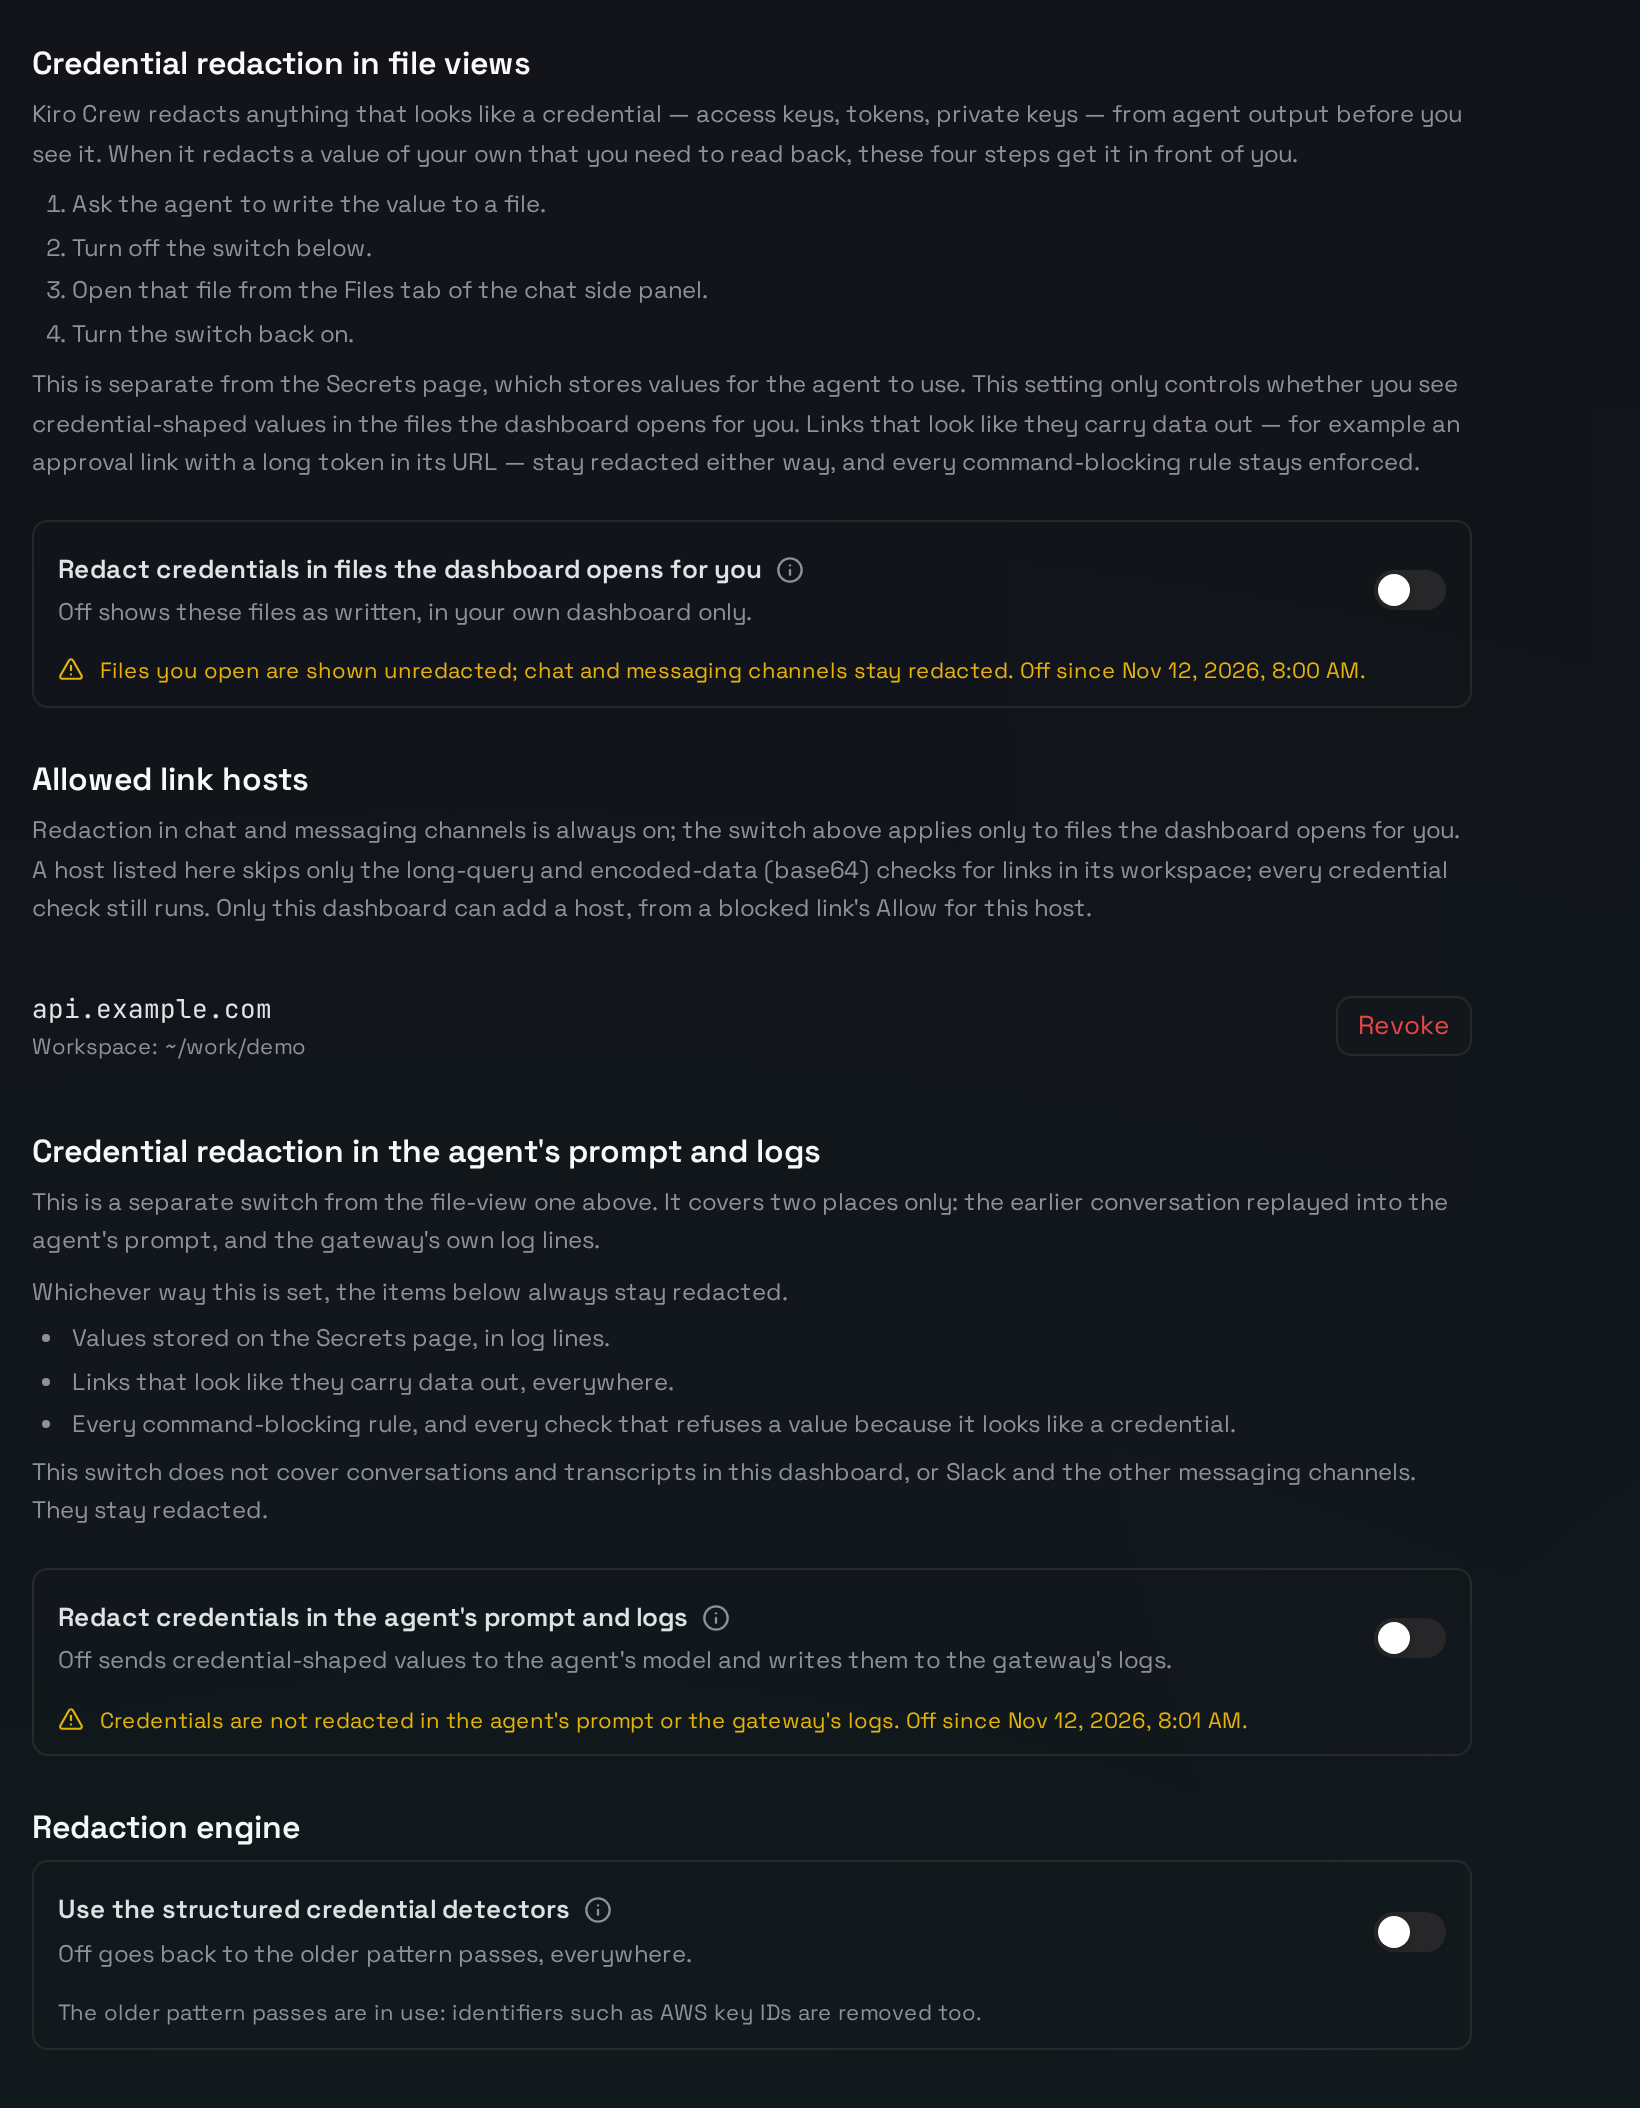 Credential redaction in file views
Kiro Crew redacts anything that looks like a credential — access keys, tokens, private keys — from agent output before you
see it. When it redacts a value of your own that you need to read back, these four steps get it in front of you.
1. Ask the agent to write the value to a file.
2. Turn off the switch below.
3. Open that file from the Files tab of the chat side panel.
4. Turn the switch back on.
This is separate from the Secrets page, which stores values for the agent to use. This setting only controls whether you see
credential-shaped values in the files the dashboard opens for you. Links that look like they carry data out — for example an
approval link with a long token in its URL — stay redacted either way, and every command-blocking rule stays enforced.
Redact credentials in files the dashboard opens for you
Off shows these files as written, in your own dashboard only.
Files you open are shown unredacted; chat and messaging channels stay redacted. Off since Nov 12, 2026, 8:00 AM.
Allowed link hosts
Redaction in chat and messaging channels is always on; the switch above applies only to files the dashboard opens for you.
A host listed here skips only the long-query and encoded-data (base64) checks for links in its workspace; every credential
check still runs. Only this dashboard can add a host, from a blocked link's Allow for this host.
api.example.com
Revoke
Workspace: ~/work/demo
Credential redaction in the agent's prompt and logs
This is a separate switch from the file-view one above. It covers two places only: the earlier conversation replayed into the
agent's prompt, and the gateway's own log lines.
Whichever way this is set, the items below always stay redacted.
• Values stored on the Secrets page, in log lines.
• Links that look like they carry data out, everywhere.
• Every command-blocking rule, and every check that refuses a value because it looks like a credential.
This switch does not cover conversations and transcripts in this dashboard, or Slack and the other messaging channels.
They stay redacted.
Redact credentials in the agent's prompt and logs
Off sends credential-shaped values to the agent's model and writes them to the gateway's logs.
Credentials are not redacted in the agent's prompt or the gateway's logs. Off since Nov 12, 2026, 8:01 AM.
Redaction engine
Use the structured credential detectors
Off goes back to the older pattern passes, everywhere.
The older pattern passes are in use: identifiers such as AWS key IDs are removed too.